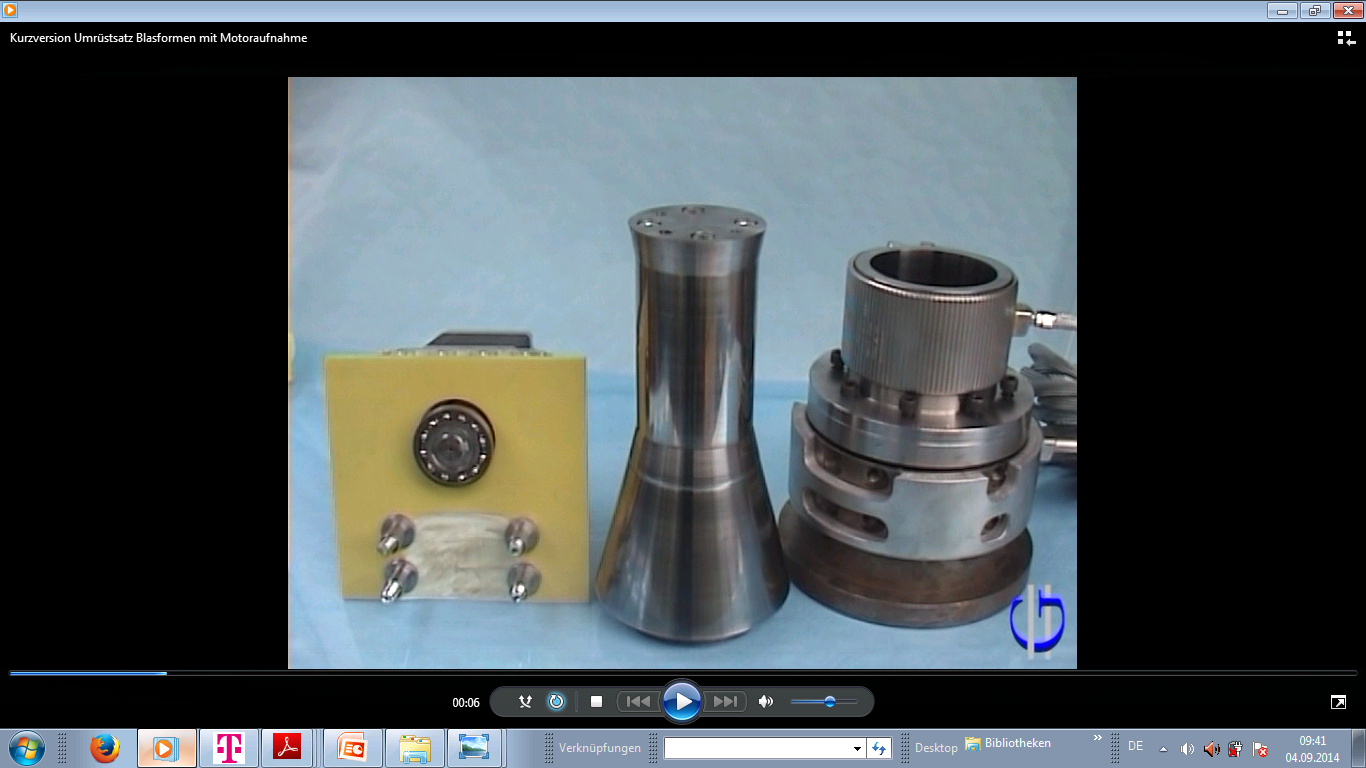 Kurzversion Umrüstsatz Blasformen mit Motoraufnahme
00:06
Verknüpfungen
Desktop
Bibliotheken
»
DE
09:41
04.09.2014